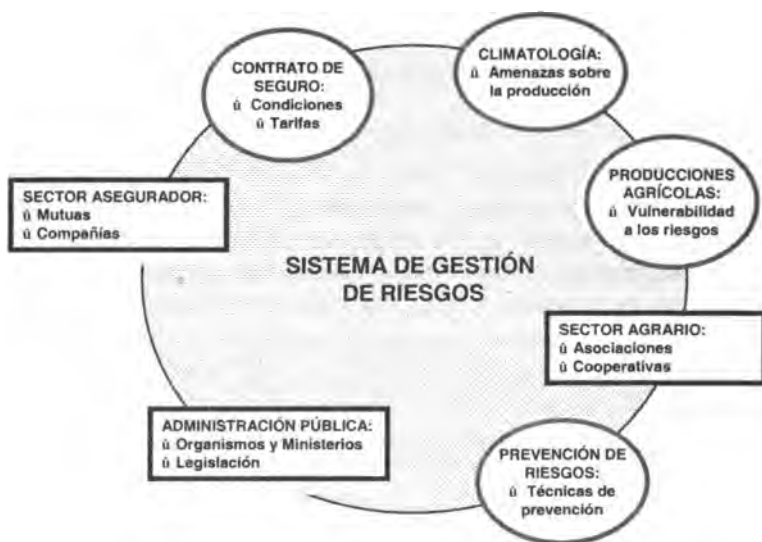 CONTRATO DE
SEGURO:
û Condiciones
û Tarifas
CLIMATOLOGÍA:
û Amenazas sobre
la producción
PRODUCCIONES
AGRÍCOLAS:
û Vulnerabilidad
a los riesgos
SECTOR ASEGURADOR:
û Mutuas
û Compañías
SISTEMA DE GESTIÓN
DE RIESGOS
SECTOR AGRARIO:
û Asociaciones
û Cooperativas
ADMINISTRACIÓN PÚBLICA:
û Organismos y Ministerios
û Legislación
PREVENCIÓN DE
RIESGOS:
û Técnicas de
prevención